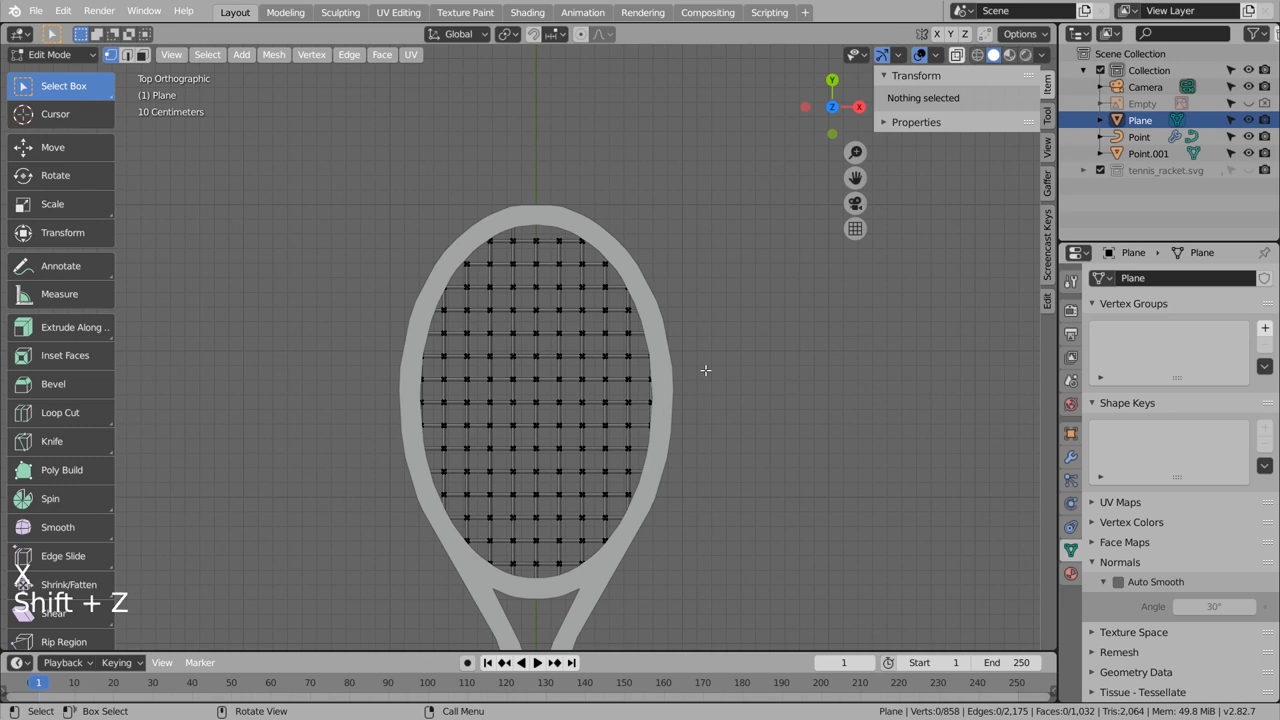 File Edit Render Window Help Layout Modeling Sculpting UV Editing Texture Paint Shading Animation Rendering Compositing Scripting + Scene View Layer
Global X Y Z Options
Edit Mode View Select Add Mesh Vertex Edge Face UV
Select Box
Cursor
Move
Rotate
Scale
Transform
Annotate
Measure
Extrude Along ..
Inset Faces
Bevel
Loop Cut
Knife
Poly Build
Spin
Smooth
Edge Slide
Shrink/Fatten
Shear
Rip Region
X
Shift + Z
Top Orthographic
(1) Plane
10 Centimeters
Y
Z X
Transform
Nothing selected
Properties
Item
Tool
View
Gaffer
Screencast Keys
Edit
Scene Collection
Collection
Camera
Empty
Plane
Point
Point.001
tennis_racket.svg
Plane Plane
Plane
Vertex Groups
Shape Keys
UV Maps
Vertex Colors
Face Maps
Normals
Auto Smooth
Angle 30°
Texture Space
Remesh
Geometry Data
Tissue - Tessellate
Playback Keying View Marker 1 Start 1 End 250
1 10 20 30 40 50 60 70 80 90 100 110 120 130 140 150 160 170 180 190 200 210 220 230 240 250
Select Box Select Rotate View Call Menu Plane | Verts:0/858 | Edges:0/2,175 | Faces:0/1,032 | Tris:2,064 | Mem: 49.8 MiB | v2.82.7